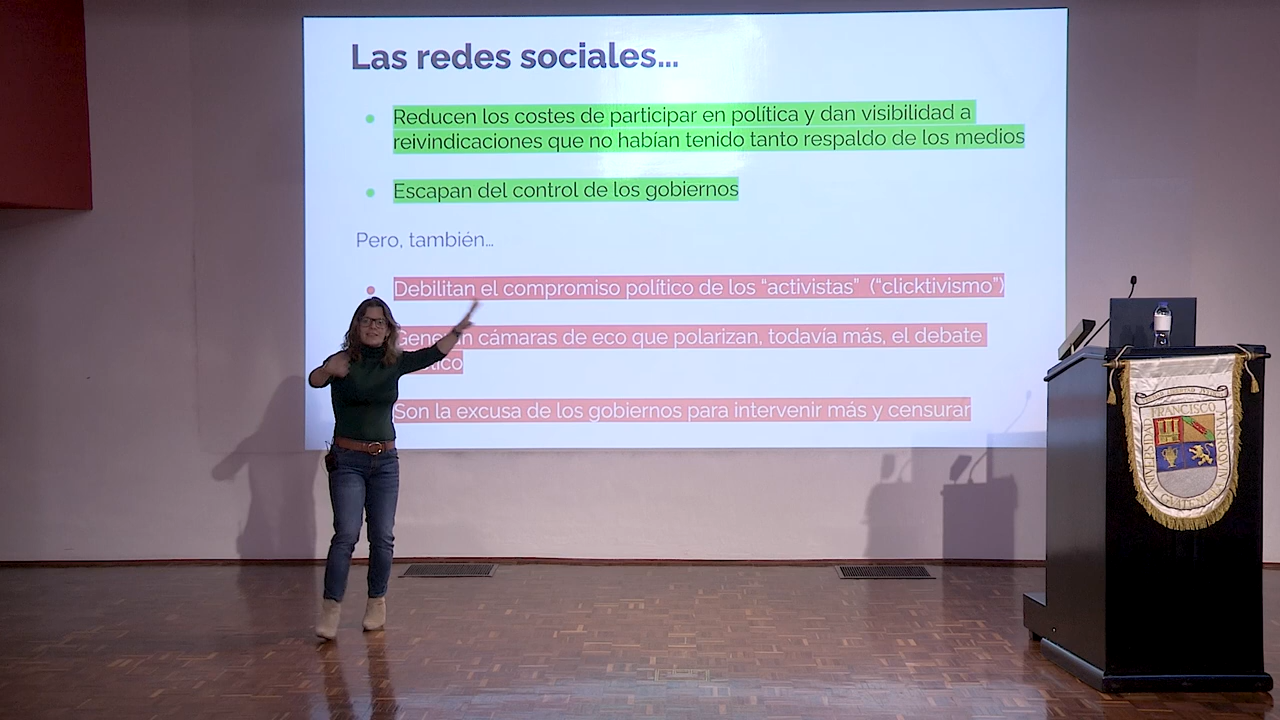 Las redes sociales...
Reducen los costes de participar en política y dan visibilidad a
reivindicaciones que no habían tenido tanto respaldo de los medios
Escapan del control de los gobiernos
Pero, también...
Debilitan el compromiso político de los “activistas” (“clicktivismo”)
cámaras de eco que polarizan, todavía más, el debate
Son la excusa de los gobiernos para intervenir más y censurar
UNIVERSIDAD FRANCISCO MARROQUIN
GUATEMALA